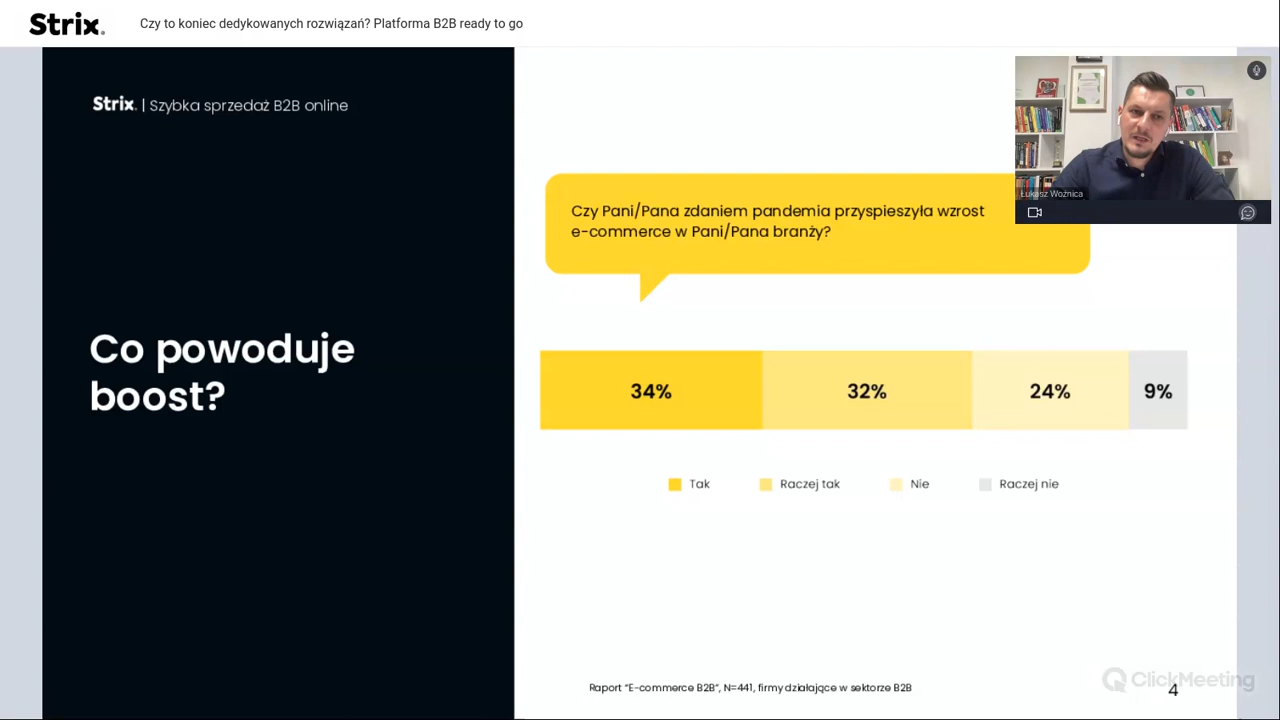 Strix.
Czy to koniec dedykowanych rozwiązań? Platforma B2B ready to go
Strix. | Szybka sprzedaż B2B online
Łukasz Woźnica
Czy Pani/Pana zdaniem pandemia przyspieszyła wzrost
e-commerce w Pani/Pana branży?
Co powoduje
boost?
34%
32%
24%
9%
Tak
Raczej tak
Nie
Raczej nie
Raport "E-commerce B2B", N=441, firmy działające w sektorze B2B
ClickMeeting
4